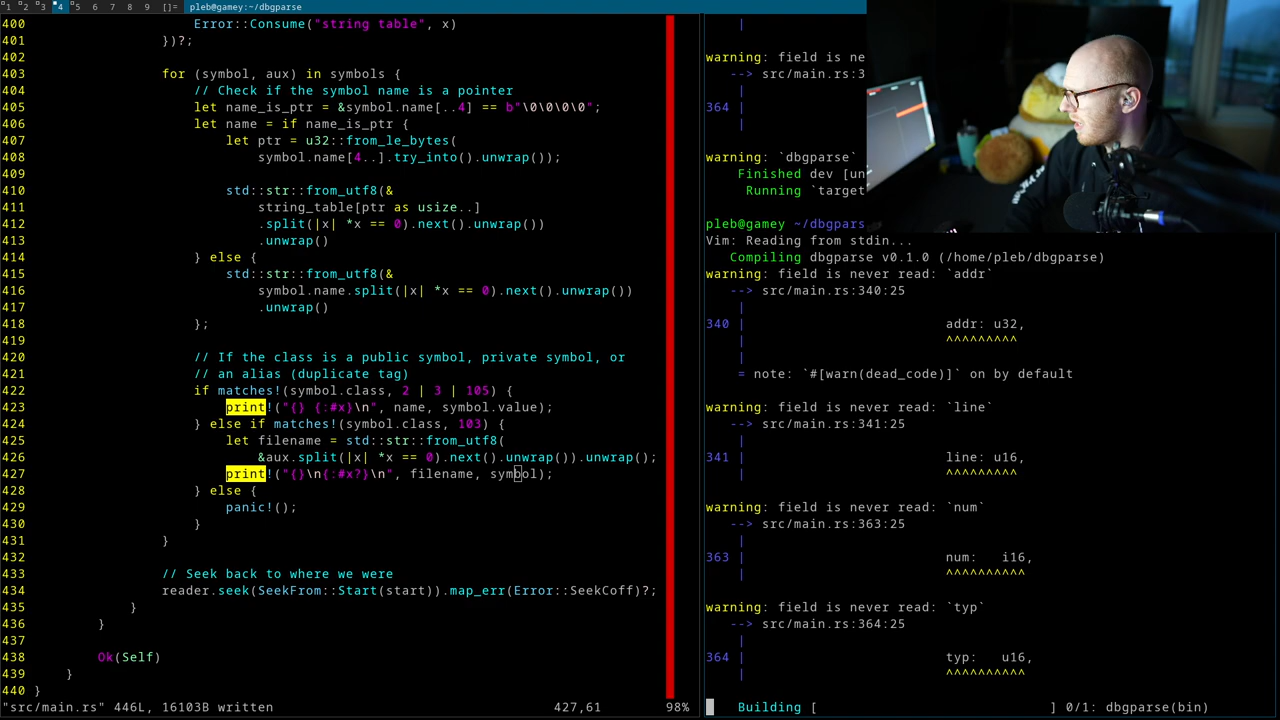 1 2 3 4 5 6 7 8 9 []= pleb@gamey:~/dbgparse
400 Error::Consume("string table", x)
401 })?;
402
403 for (symbol, aux) in symbols {
404 // Check if the symbol name is a pointer
405 let name_is_ptr = &symbol.name[..4] == b"\0\0\0\0";
406 let name = if name_is_ptr {
407 let ptr = u32::from_le_bytes(
408 symbol.name[4..].try_into().unwrap());
409
410 std::str::from_utf8(&
411 string_table[ptr as usize..]
412 .split(|x| *x == 0).next().unwrap())
413 .unwrap()
414 } else {
415 std::str::from_utf8(&
416 symbol.name.split(|x| *x == 0).next().unwrap())
417 .unwrap()
418 };
419
420 // If the class is a public symbol, private symbol, or
421 // an alias (duplicate tag)
422 if matches!(symbol.class, 2 | 3 | 105) {
423 print!("{} {:#x}\n", name, symbol.value);
424 } else if matches!(symbol.class, 103) {
425 let filename = std::str::from_utf8(
426 &aux.split(|x| *x == 0).next().unwrap()).unwrap();
427 print!("{}\n{:#x?}\n", filename, symbol);
428 } else {
429 panic!();
430 }
431 }
432
433 // Seek back to where we were
434 reader.seek(SeekFrom::Start(start)).map_err(Error::SeekCoff)?;
435 }
436 }
437
438 Ok(Self)
439 }
440 }
"src/main.rs" 446L, 16103B written 427,61 98%
|
warning: field is ne
--> src/main.rs:3
|
364 |
|
warning: `dbgparse`
Finished dev [un
Running `target
pleb@gamey ~/dbgpars
Vim: Reading from stdin...
Compiling dbgparse v0.1.0 (/home/pleb/dbgparse)
warning: field is never read: `addr`
--> src/main.rs:340:25
|
340 | addr: u32,
| ^^^^^^^^^
|
= note: `#[warn(dead_code)]` on by default
warning: field is never read: `line`
--> src/main.rs:341:25
|
341 | line: u16,
| ^^^^^^^^^
warning: field is never read: `num`
--> src/main.rs:363:25
|
363 | num: i16,
| ^^^^^^^^^^
warning: field is never read: `typ`
--> src/main.rs:364:25
|
364 | typ: u16,
| ^^^^^^^^^^
Building [ ] 0/1: dbgparse(bin)